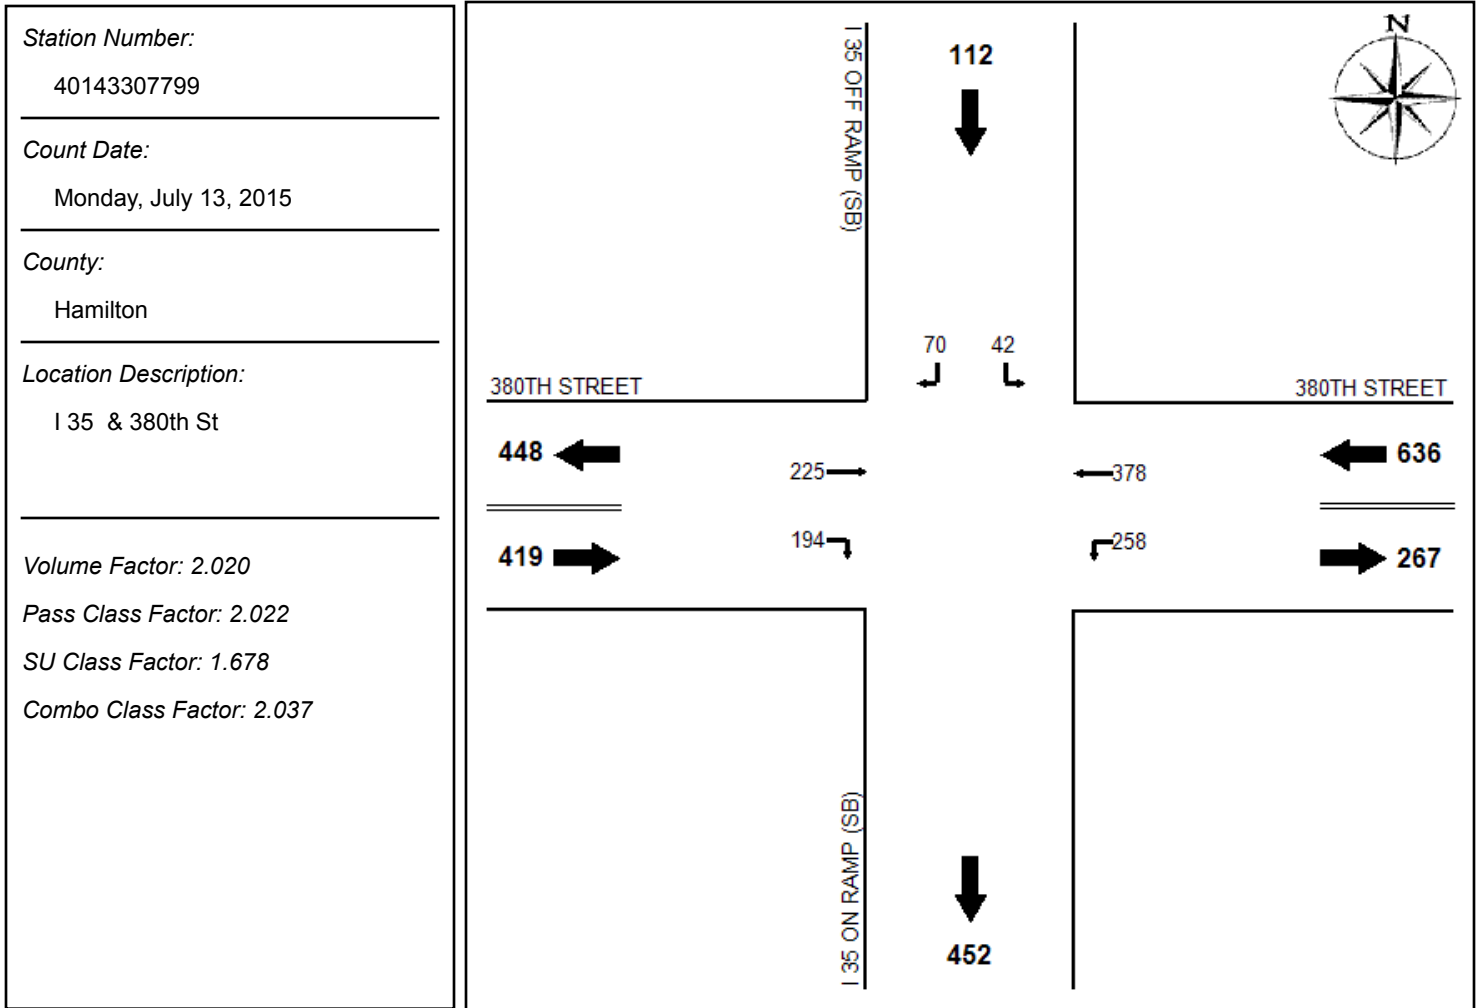 Station Number:
40143307799
Count Date:
Monday, July 13, 2015
County:
Hamilton
Location Description:
I 35 & 380th St
Volume Factor: 2.020
Pass Class Factor: 2.022
SU Class Factor: 1.678
Combo Class Factor: 2.037
N
I 35 OFF RAMP (SB)
112
70 42
380TH STREET 380TH STREET
448 636
225 378
194 258
419 267
I 35 ON RAMP (SB)
452